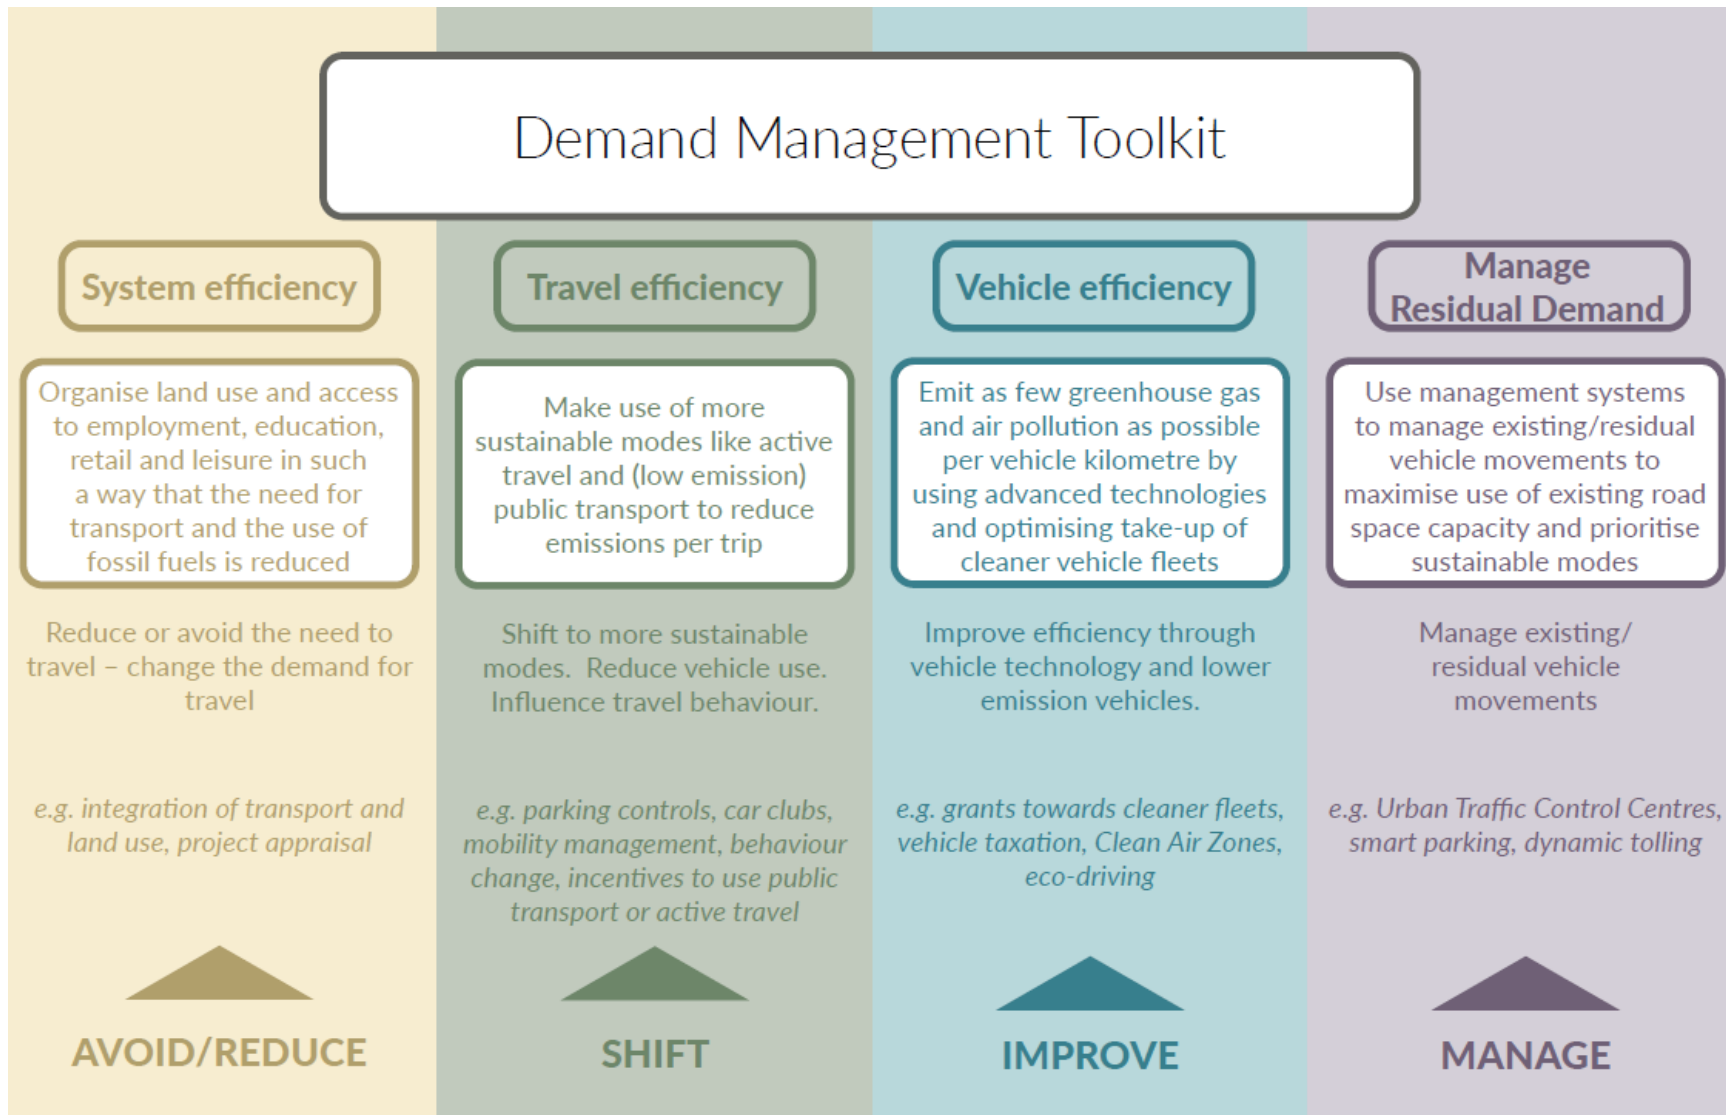 Demand Management Toolkit
System efficiency
Organise land use and access
to employment, education,
retail and leisure in such
a way that the need for
transport and the use of
fossil fuels is reduced
Reduce or avoid the need to
travel – change the demand for
travel
e.g. integration of transport and
land use, project appraisal
AVOID/REDUCE
Travel efficiency
Make use of more
sustainable modes like active
travel and (low emission)
public transport to reduce
emissions per trip
Shift to more sustainable
modes. Reduce vehicle use.
Influence travel behaviour.
e.g. parking controls, car clubs,
mobility management, behaviour
change, incentives to use public
transport or active travel
SHIFT
Vehicle efficiency
Emit as few greenhouse gas
and air pollution as possible
per vehicle kilometre by
using advanced technologies
and optimising take-up of
cleaner vehicle fleets
Improve efficiency through
vehicle technology and lower
emission vehicles.
e.g. grants towards cleaner fleets,
vehicle taxation, Clean Air Zones,
eco-driving
IMPROVE
Manage
Residual Demand
Use management systems
to manage existing/residual
vehicle movements to
maximise use of existing road
space capacity and prioritise
sustainable modes
Manage existing/
residual vehicle
movements
e.g. Urban Traffic Control Centres,
smart parking, dynamic tolling
MANAGE